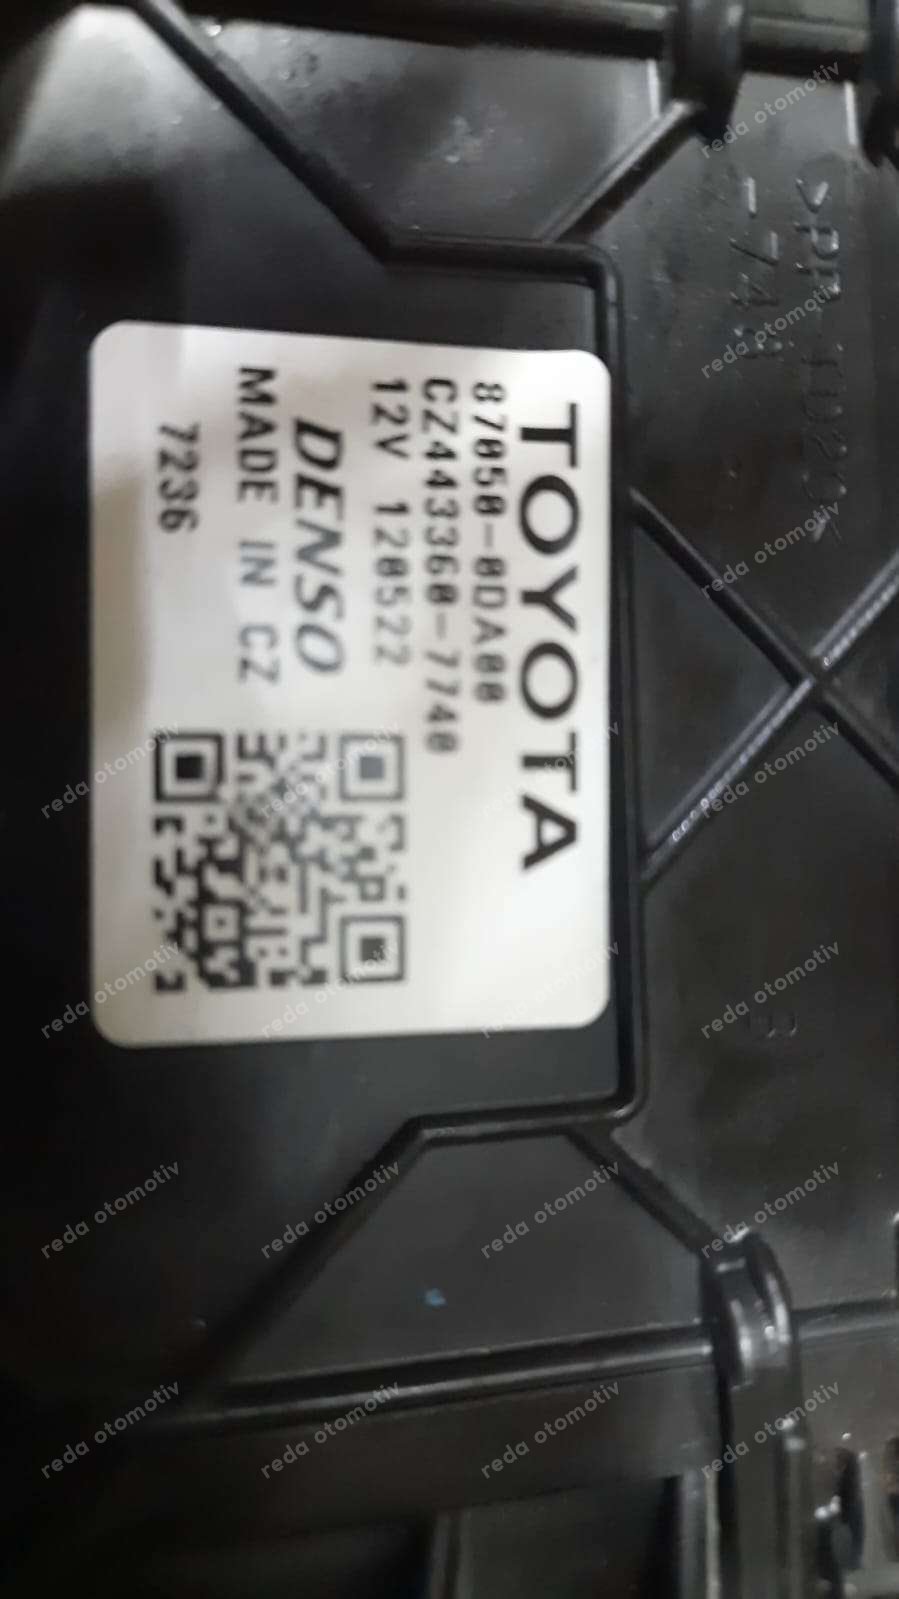 TOYOTA
87050-0DA00
CZ443360-7740
12V 120522
DENSO
MADE IN CZ
7236
reda otomotiv